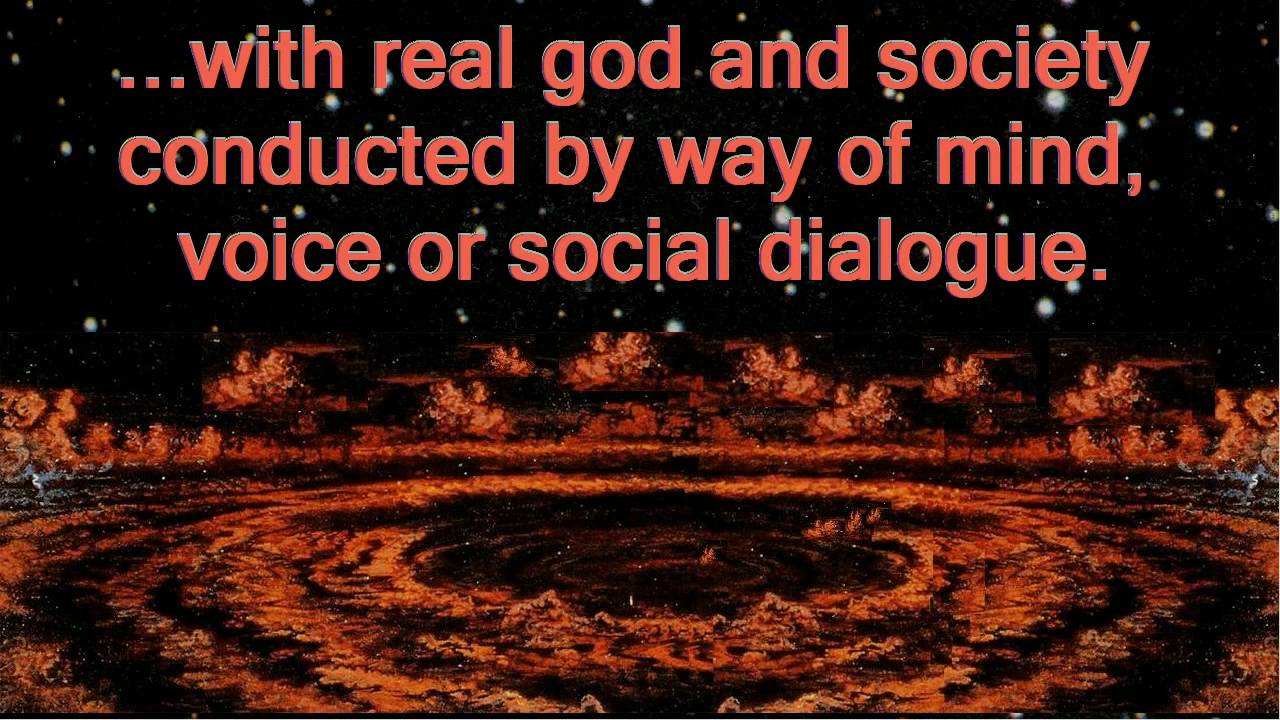 ...with real god and society
conducted by way of mind,
voice or social dialogue.